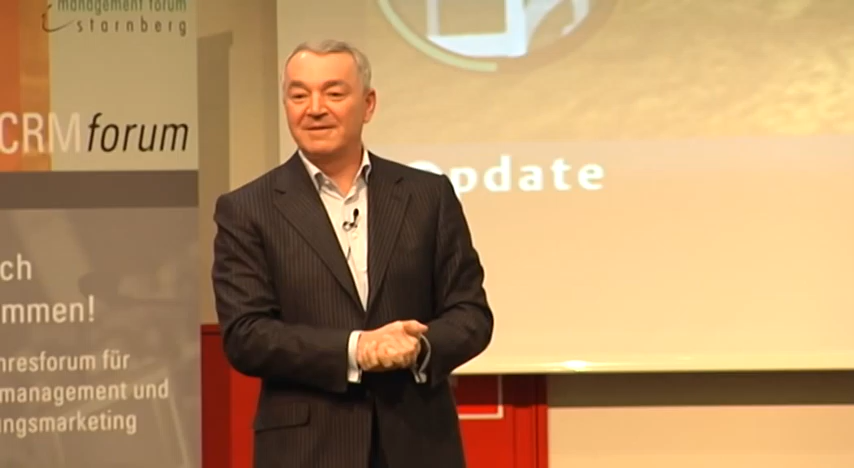 management forum
starnberg
CRMforum
ch
mmen!
hresforum für
management und
ngsmarketing
Update